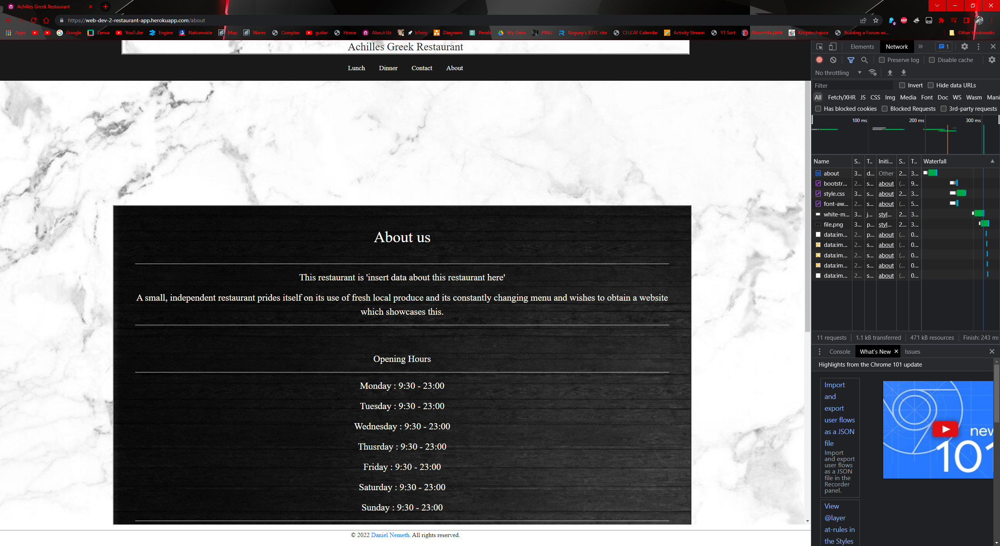 Achilles Greek Restaurant
https://web-dev-2-restaurant-app.herokuapp.com/about
Apps Google Zenva YouTube Engine Nationwide Map Wares Complex guitar Home About Us b1nzy Diagrams Pexels My Drive PING Roguey's X3TC site CELCAT Calendar Activity Stream YT Sort Akasztófa játék Közpénzhajsza Building a Forum wi... Other bookmarks
Achilles Greek Restaurant
Lunch Dinner Contact About
About us
This restaurant is 'insert data about this restaurant here'
A small, independent restaurant prides itself on its use of fresh local produce and its constantly changing menu and wishes to obtain a website
which showcases this.
Opening Hours
Monday : 9:30 - 23:00
Tuesday : 9:30 - 23:00
Wednesday : 9:30 - 23:00
Thusrday : 9:30 - 23:00
Friday : 9:30 - 23:00
Saturday : 9:30 - 23:00
Sunday : 9:30 - 23:00
© 2022 Daniel Nemeth. All rights reserved.
Elements Network 1
Preserve log Disable cache
No throttling
Filter Invert Hide data URLs
All Fetch/XHR JS CSS Img Media Font Doc WS Wasm Mani
Has blocked cookies Blocked Requests 3rd-party requests
100 ms 200 ms 300 ms
Name S.. T.. Initi... S.. T.. Waterfall
about 3... d... Other 2... 3...
bootstr... 2... s... about (... 9...
style.css 3... s... about 2... 3...
font-aw... 2... s... about (... 5...
white-m... 3... j... styl... 2... 3...
file.png 3... p... styl... 2... 3...
data:im... 2... p... about (... 0...
data:im... 2... s... about (... 0...
data:im... 2... s... about (... 0...
data:im... 2... s... about (... 0...
data:im... 2... s... about (... 0...
11 requests 1.1 kB transferred 471 kB resources Finish: 243 ms
Console What's New Issues
Highlights from the Chrome 101 update
Import
and
export
user flows
as a JSON
file
Import
and export
user flows
as a JSON
file in the
Recorder
panel.
new
101
View
@layer
at-rules in
the Styles